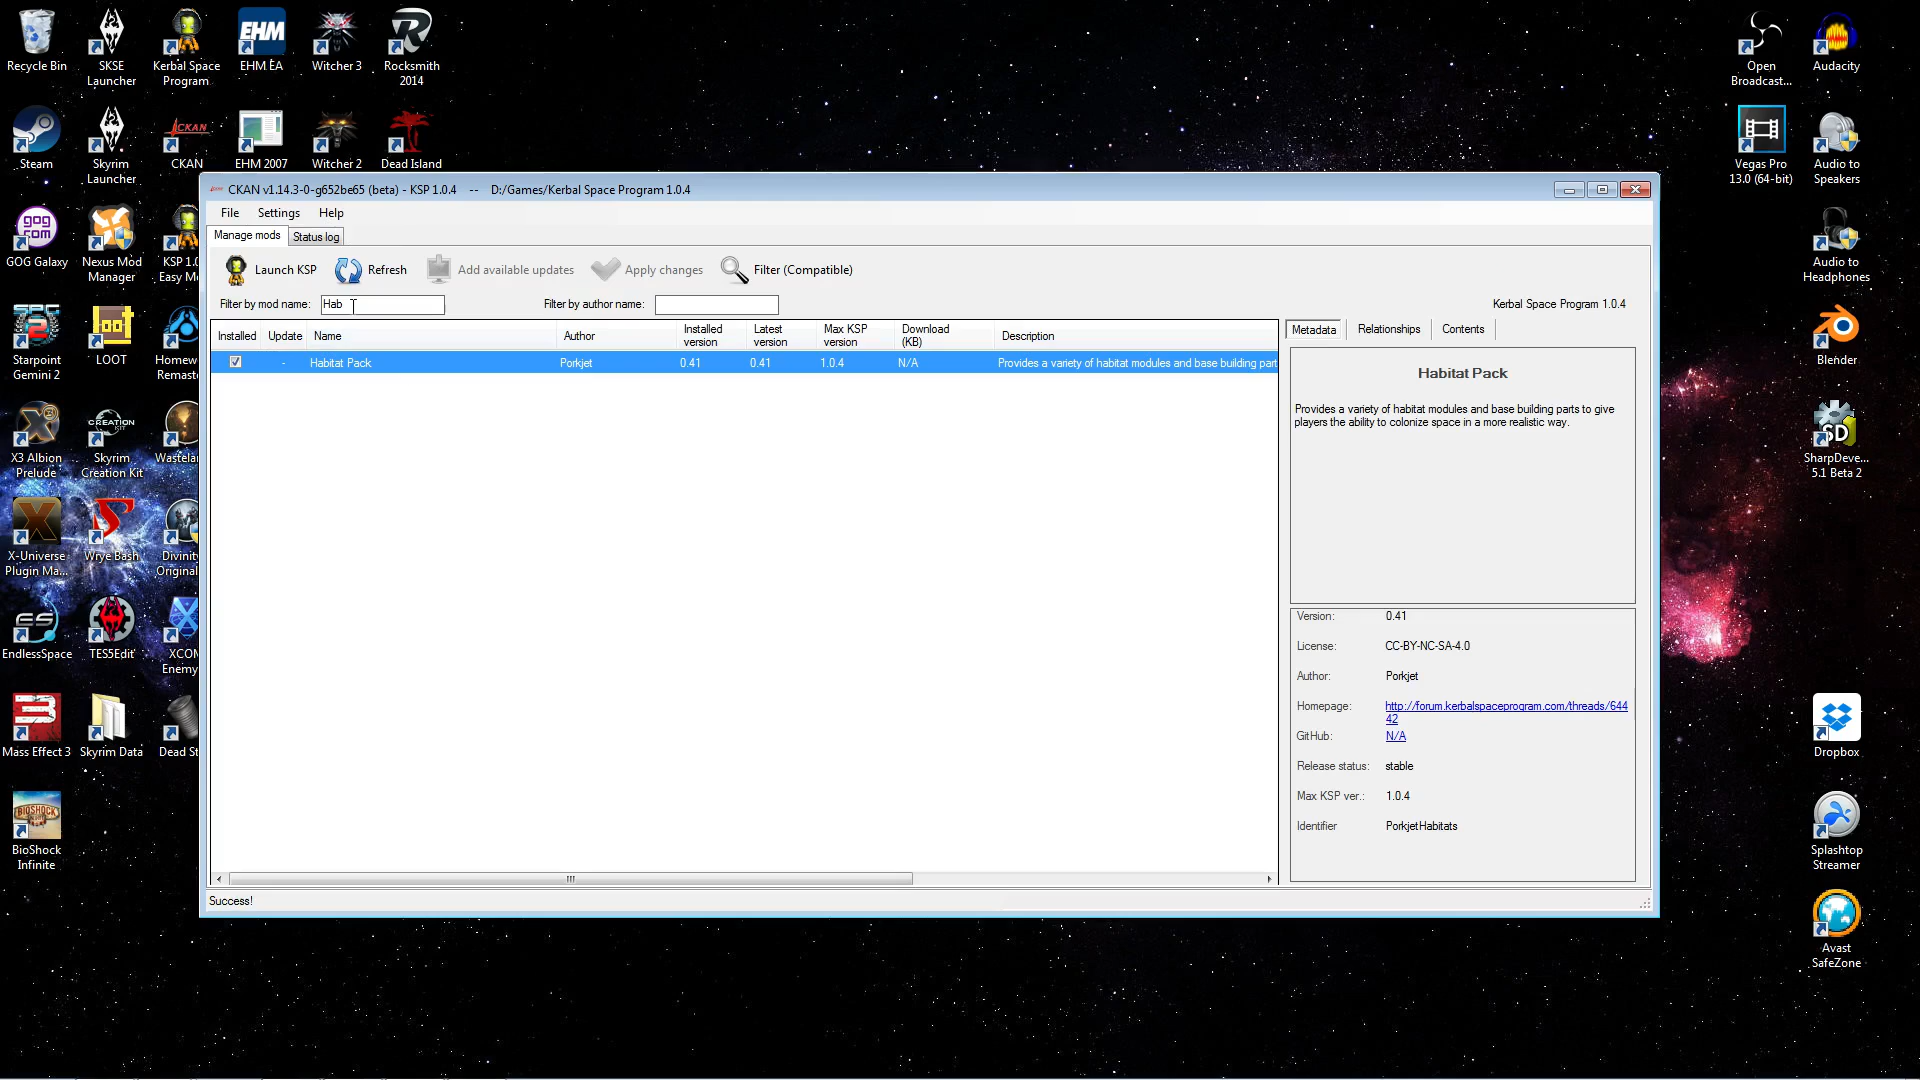 Recycle Bin
SKSE Launcher
Kerbal Space Program
EHM EA
Witcher 3
Rocksmith 2014
Open Broadcast...
Audacity
Steam
Skyrim Launcher
CKAN
EHM 2007
Witcher 2
Dead Island
Vegas Pro 13.0 (64-bit)
Audio to Speakers
CKAN v1.14.3-0-g652be65 (beta) - KSP 1.0.4 -- D:/Games/Kerbal Space Program 1.0.4
File Settings Help
Manage mods Status log
Launch KSP Refresh Add available updates Apply changes Filter (Compatible)
Filter by mod name: Hab Filter by author name: Kerbal Space Program 1.0.4
Installed Update Name Author Installed version Latest version Max KSP version Download (KB) Description
- Habitat Pack Porkjet 0.41 0.41 1.0.4 N/A Provides a variety of habitat modules and base building part
Metadata Relationships Contents
Habitat Pack
Provides a variety of habitat modules and base building parts to give
players the ability to colonize space in a more realistic way.
Version: 0.41
License: CC-BY-NC-SA-4.0
Author: Porkjet
Homepage: http://forum.kerbalspaceprogram.com/threads/644
42
GitHub: N/A
Release status: stable
Max KSP ver.: 1.0.4
Identifier PorkjetHabitats
Success!
GOG Galaxy
Nexus Mod Manager
KSP 1.0
Easy M
Audio to Headphones
Starpoint Gemini 2
LOOT
Homew
Remast
Blender
X3 Albion Prelude
Skyrim Creation Kit
Wastela
SharpDeve...
5.1 Beta 2
X-Universe Plugin Ma...
Wrye Bash
Divinity
Original
EndlessSpace
TES5Edit
XCOM
Enemy
Mass Effect 3
Skyrim Data
Dead S
Dropbox
BioShock Infinite
Splashtop Streamer
Avast SafeZone